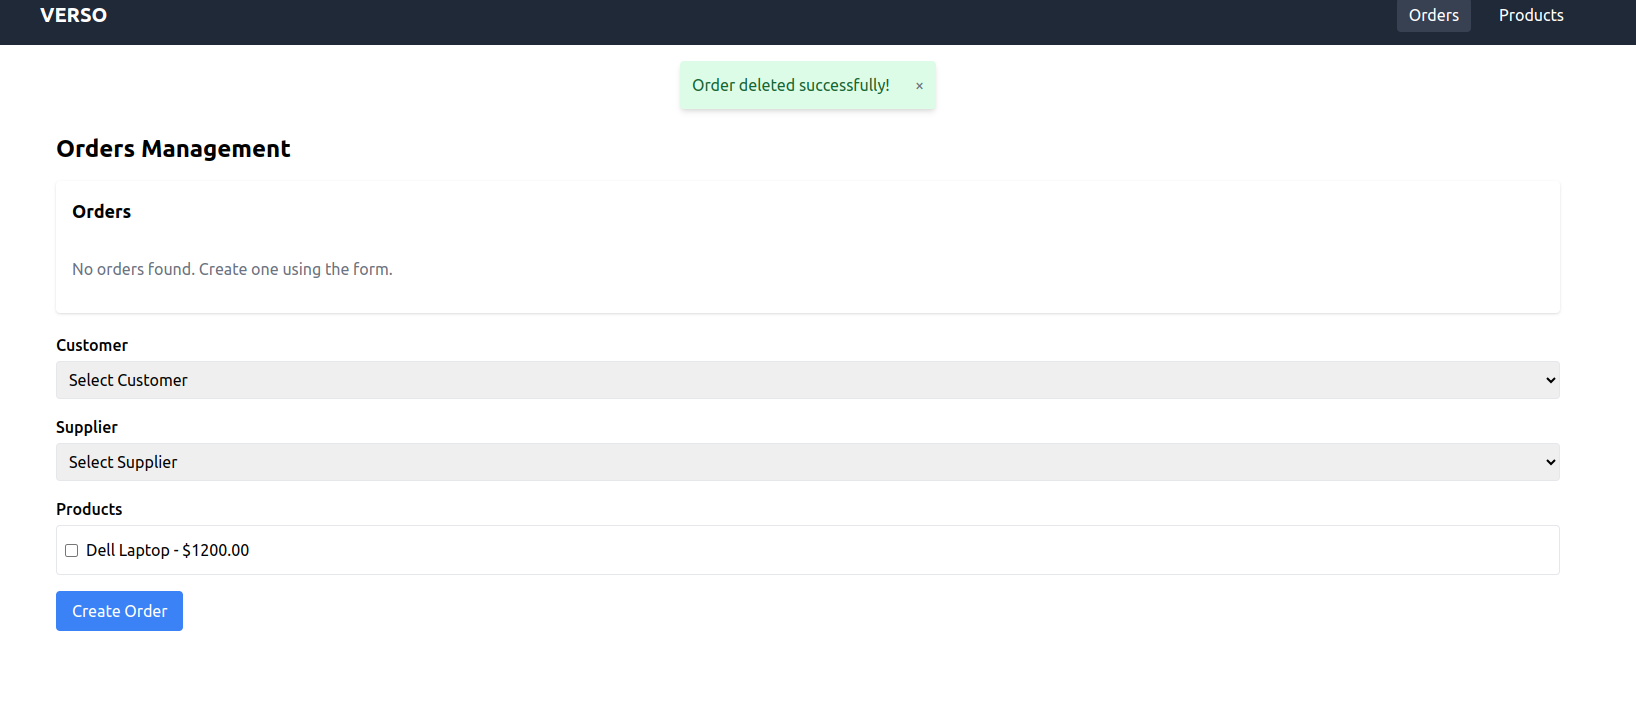 VERSO
Orders Products
Order deleted successfully! ×
Orders Management
Orders
No orders found. Create one using the form.
Customer
Select Customer
Supplier
Select Supplier
Products
Dell Laptop - $1200.00
Create Order